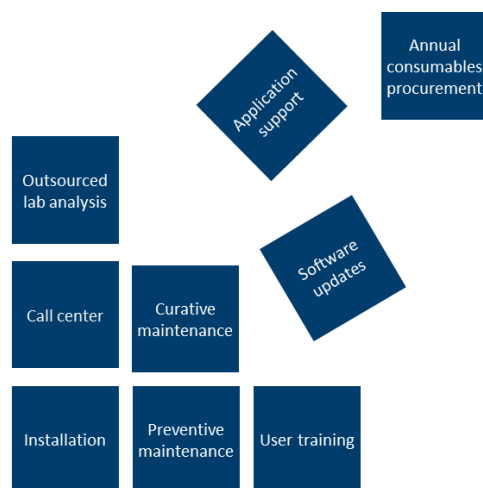 Annual
consumables
procurement
Application
support
Outsourced
lab analysis
Software
updates
Call center
Curative
maintenance
Installation
Preventive
maintenance
User training